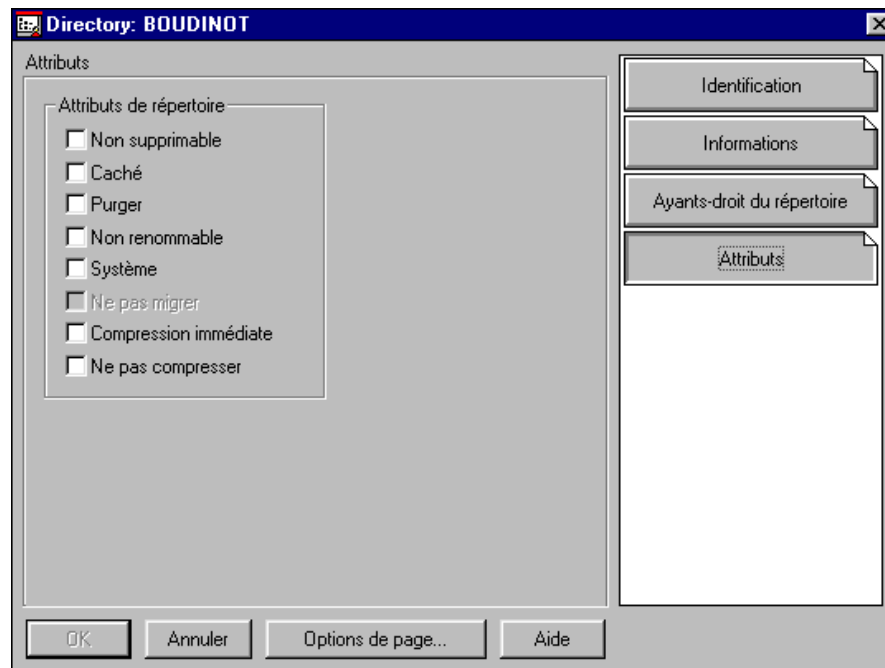 Directory: BOUDINOT
Attributs
Attributs de répertoire
Non supprimable
Caché
Purger
Non renommable
Système
Ne pas migrer
Compression immédiate
Ne pas compresser
Identification
Informations
Ayants-droit du répertoire
Attributs
OK
Annuler
Options de page...
Aide